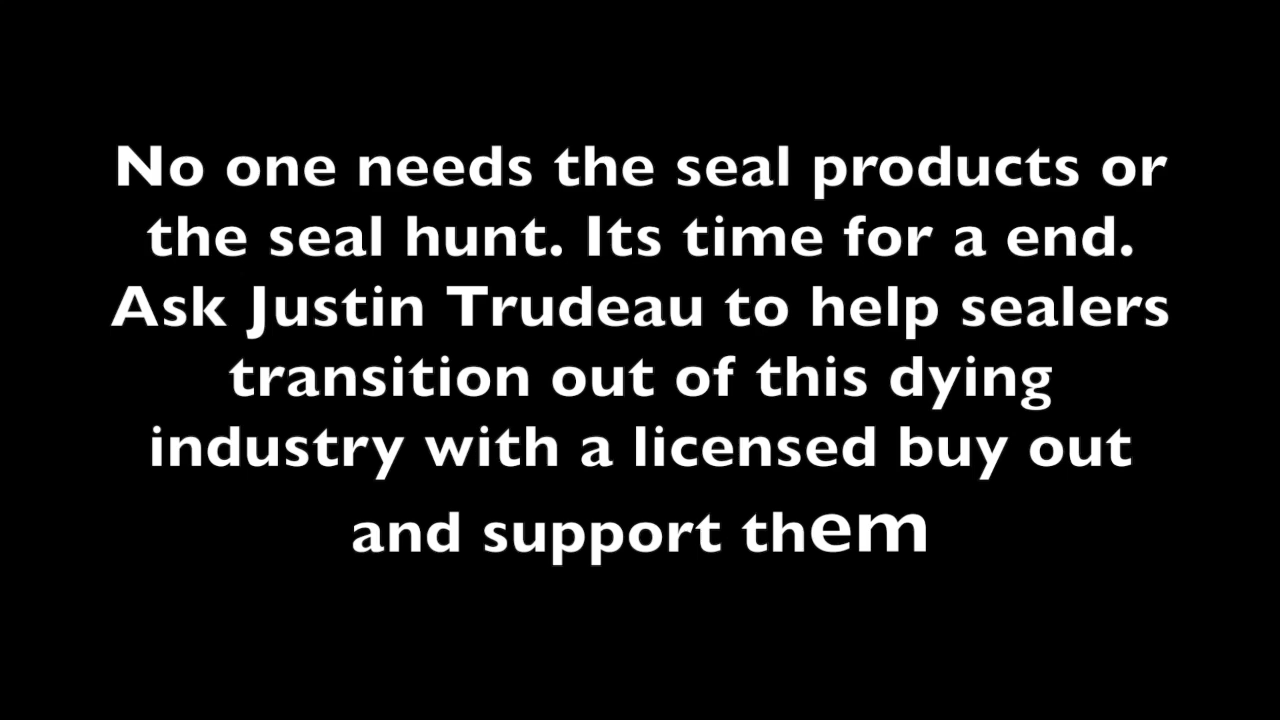 No one needs the seal products or
the seal hunt. Its time for a end.
Ask Justin Trudeau to help sealers
transition out of this dying
industry with a licensed buy out
and support them